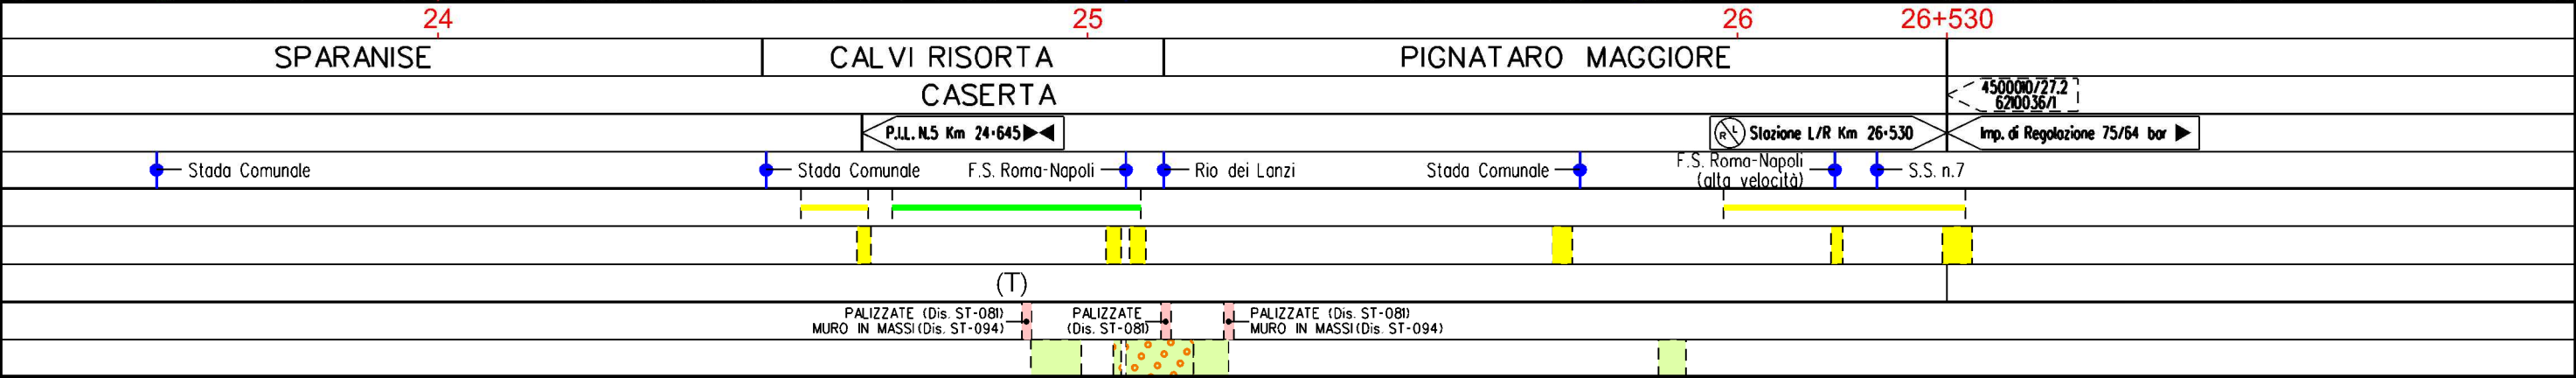 24 25 26 26+530
SPARANISE CALVI RISORTA PIGNATARO MAGGIORE
CASERTA
4500010/27.2
6210036/1
P.I.L. N.5 Km 24+645
R L Stazione L/R Km 26+530
Imp. di Regolazione 75/64 bar
Stada Comunale
Stada Comunale
F.S. Roma-Napoli
Rio dei Lanzi
Stada Comunale
F.S. Roma-Napoli
(alta velocità)
S.S. n.7
(T)
PALIZZATE (Dis. ST-081)
MURO IN MASSI(Dis. ST-094)
PALIZZATE
(Dis. ST-081)
PALIZZATE (Dis. ST-081)
MURO IN MASSI(Dis. ST-094)